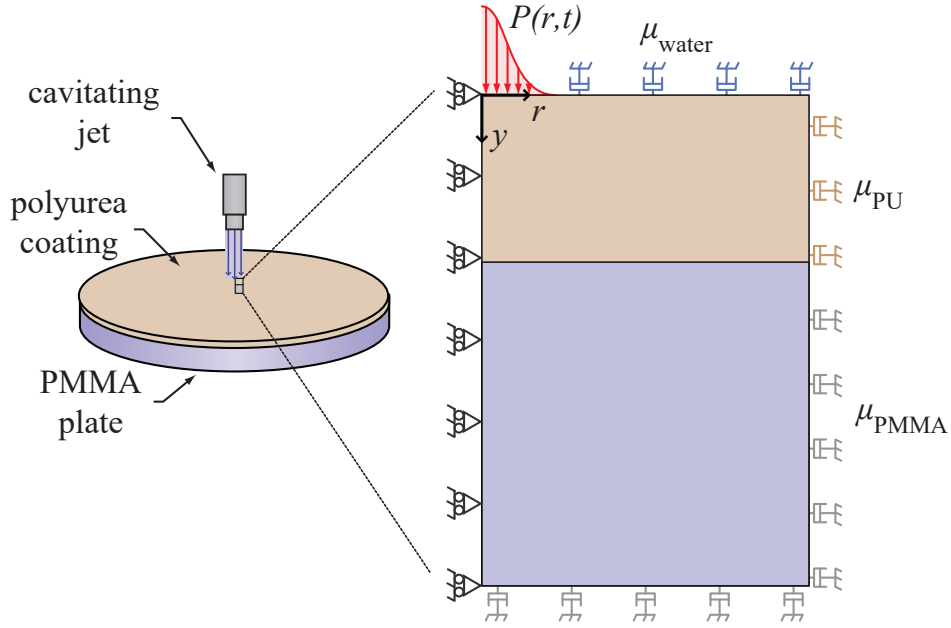 cavitating
jet
polyurea
coating
PMMA
plate
P(r,t)
μwater
r
y
μPU
μPMMA